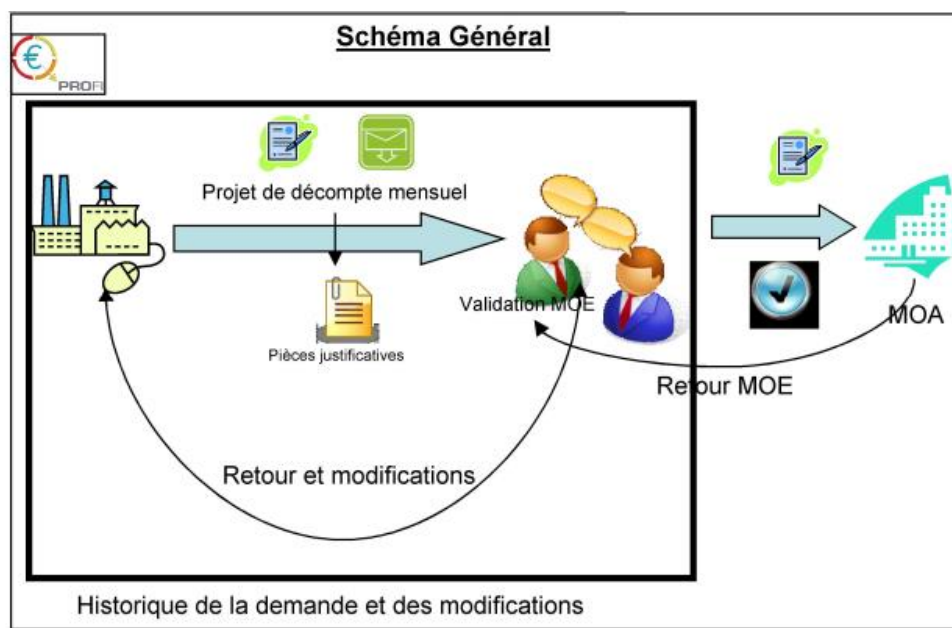 Schéma Général
€
PROFI
Projet de décompte mensuel
Validation MOE
Pièces justificatives
MOA
Retour MOE
Retour et modifications
Historique de la demande et des modifications